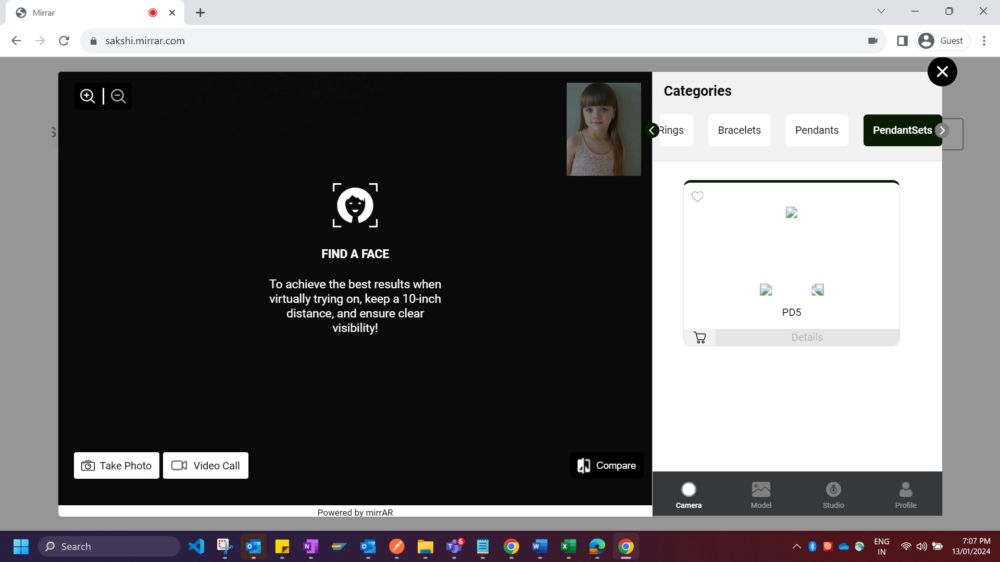 Mirrar
sakshi.mirrar.com
Guest
S
Categories
Rings
Bracelets
Pendants
PendantSets
FIND A FACE
To achieve the best results when
virtually trying on, keep a 10-inch
distance, and ensure clear
visibility!
PD5
Details
Take Photo
Video Call
Compare
Camera
Model
Studio
Profile
Powered by mirrAR
Search
6
ENG
IN
7:07 PM
13/01/2024